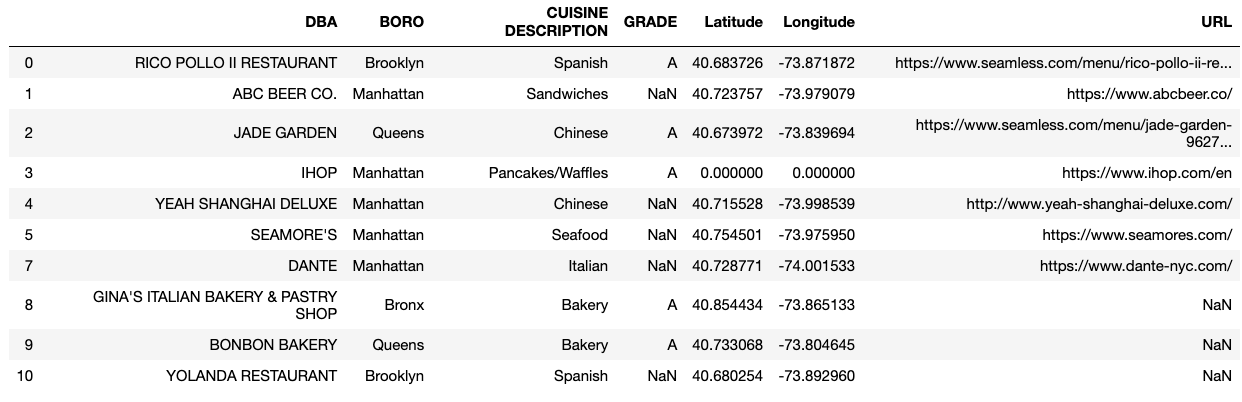 DBA BORO CUISINE DESCRIPTION GRADE Latitude Longitude URL
0 RICO POLLO II RESTAURANT Brooklyn Spanish A 40.683726 -73.871872 https://www.seamless.com/menu/rico-pollo-ii-re...
1 ABC BEER CO. Manhattan Sandwiches NaN 40.723757 -73.979079 https://www.abcbeer.co/
2 JADE GARDEN Queens Chinese A 40.673972 -73.839694 https://www.seamless.com/menu/jade-garden-
9627...
3 IHOP Manhattan Pancakes/Waffles A 0.000000 0.000000 https://www.ihop.com/en
4 YEAH SHANGHAI DELUXE Manhattan Chinese NaN 40.715528 -73.998539 http://www.yeah-shanghai-deluxe.com/
5 SEAMORE'S Manhattan Seafood NaN 40.754501 -73.975950 https://www.seamores.com/
7 DANTE Manhattan Italian NaN 40.728771 -74.001533 https://www.dante-nyc.com/
8 GINA'S ITALIAN BAKERY & PASTRY SHOP Bronx Bakery A 40.854434 -73.865133 NaN
9 BONBON BAKERY Queens Bakery A 40.733068 -73.804645 NaN
10 YOLANDA RESTAURANT Brooklyn Spanish NaN 40.680254 -73.892960 NaN